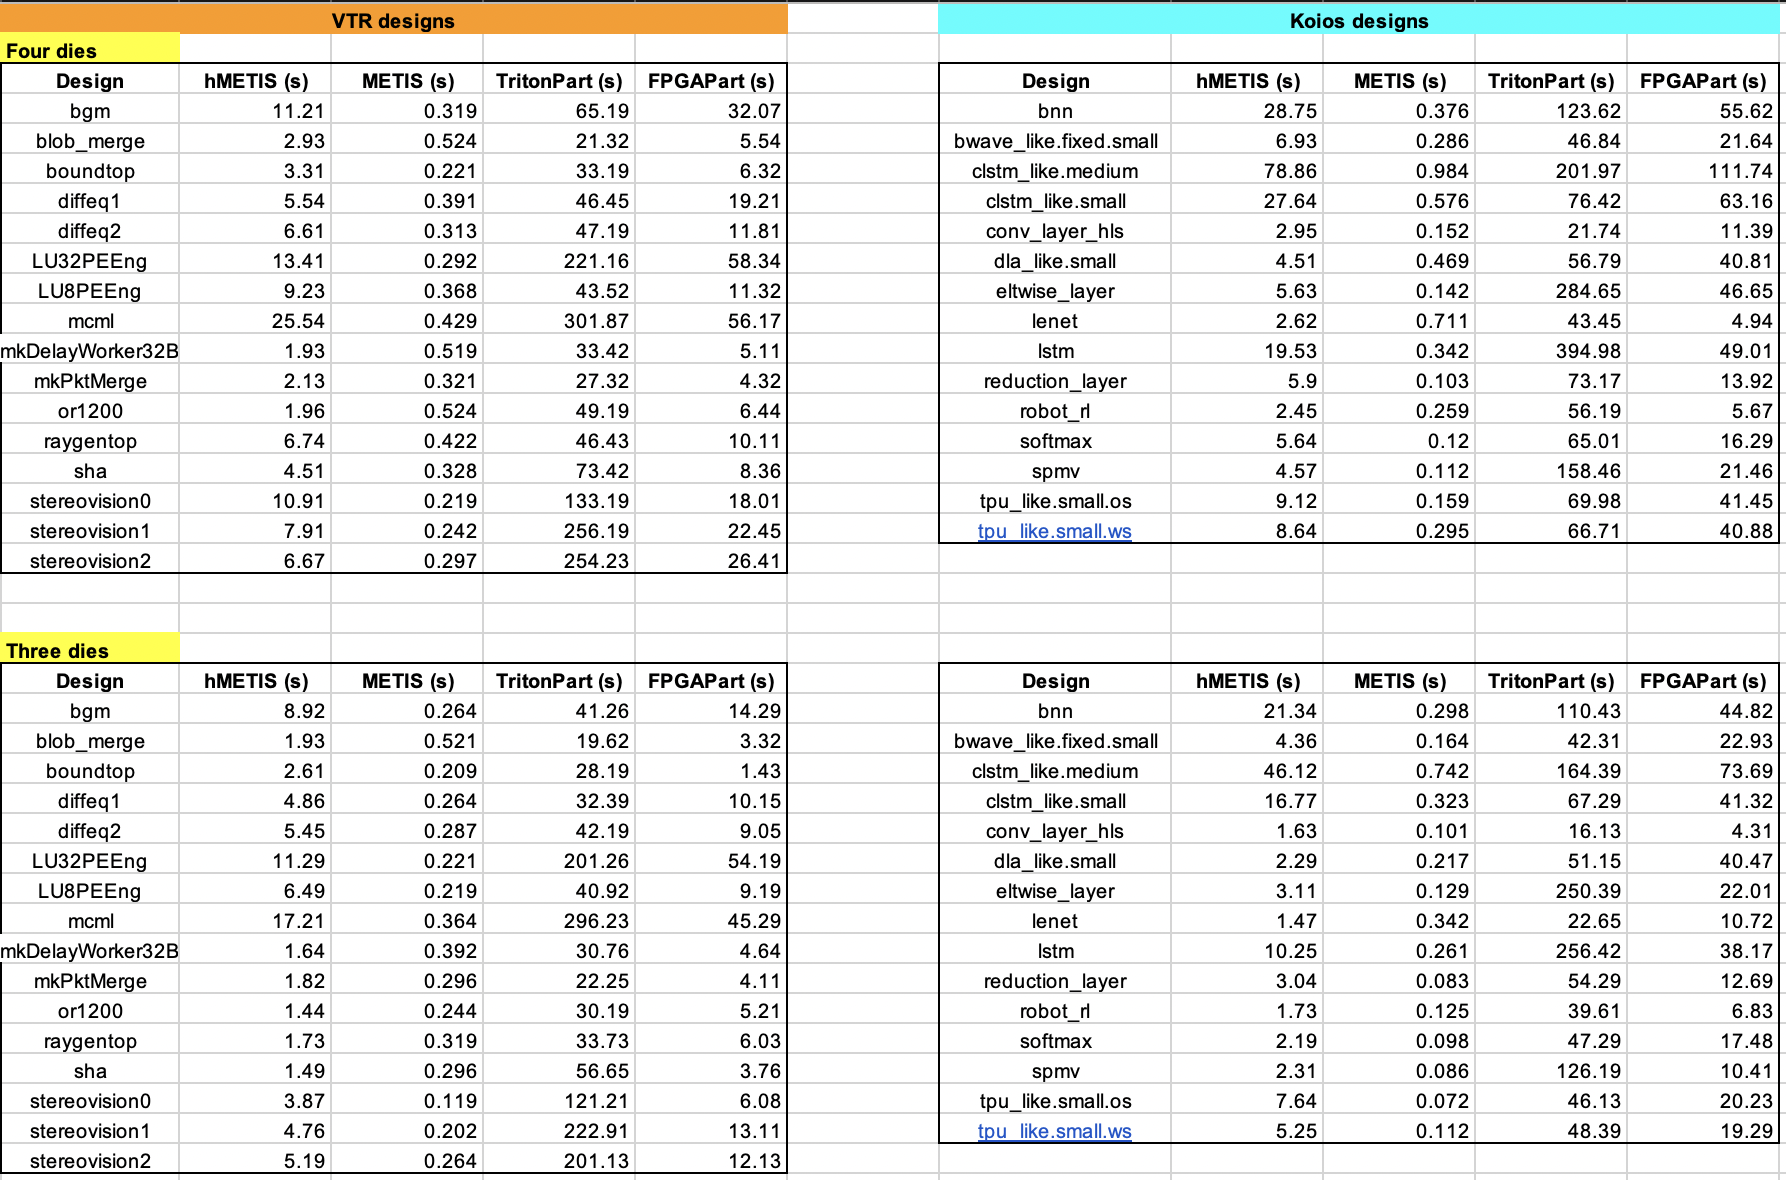 VTR designs Koios designs
Four dies
Design hMETIS (s) METIS (s) TritonPart (s) FPGAPart (s) Design hMETIS (s) METIS (s) TritonPart (s) FPGAPart (s)
bgm 11.21 0.319 65.19 32.07 bnn 28.75 0.376 123.62 55.62
blob_merge 2.93 0.524 21.32 5.54 bwave_like.fixed.small 6.93 0.286 46.84 21.64
boundtop 3.31 0.221 33.19 6.32 clstm_like.medium 78.86 0.984 201.97 111.74
diffeq1 5.54 0.391 46.45 19.21 clstm_like.small 27.64 0.576 76.42 63.16
diffeq2 6.61 0.313 47.19 11.81 conv_layer_hls 2.95 0.152 21.74 11.39
LU32PEEng 13.41 0.292 221.16 58.34 dla_like.small 4.51 0.469 56.79 40.81
LU8PEEng 9.23 0.368 43.52 11.32 eltwise_layer 5.63 0.142 284.65 46.65
mcml 25.54 0.429 301.87 56.17 lenet 2.62 0.711 43.45 4.94
mkDelayWorker32B 1.93 0.519 33.42 5.11 lstm 19.53 0.342 394.98 49.01
mkPktMerge 2.13 0.321 27.32 4.32 reduction_layer 5.9 0.103 73.17 13.92
or1200 1.96 0.524 49.19 6.44 robot_rl 2.45 0.259 56.19 5.67
raygentop 6.74 0.422 46.43 10.11 softmax 5.64 0.12 65.01 16.29
sha 4.51 0.328 73.42 8.36 spmv 4.57 0.112 158.46 21.46
stereovision0 10.91 0.219 133.19 18.01 tpu_like.small.os 9.12 0.159 69.98 41.45
stereovision1 7.91 0.242 256.19 22.45 tpu_like.small.ws 8.64 0.295 66.71 40.88
stereovision2 6.67 0.297 254.23 26.41
Three dies
Design hMETIS (s) METIS (s) TritonPart (s) FPGAPart (s) Design hMETIS (s) METIS (s) TritonPart (s) FPGAPart (s)
bgm 8.92 0.264 41.26 14.29 bnn 21.34 0.298 110.43 44.82
blob_merge 1.93 0.521 19.62 3.32 bwave_like.fixed.small 4.36 0.164 42.31 22.93
boundtop 2.61 0.209 28.19 1.43 clstm_like.medium 46.12 0.742 164.39 73.69
diffeq1 4.86 0.264 32.39 10.15 clstm_like.small 16.77 0.323 67.29 41.32
diffeq2 5.45 0.287 42.19 9.05 conv_layer_hls 1.63 0.101 16.13 4.31
LU32PEEng 11.29 0.221 201.26 54.19 dla_like.small 2.29 0.217 51.15 40.47
LU8PEEng 6.49 0.219 40.92 9.19 eltwise_layer 3.11 0.129 250.39 22.01
mcml 17.21 0.364 296.23 45.29 lenet 1.47 0.342 22.65 10.72
mkDelayWorker32B 1.64 0.392 30.76 4.64 lstm 10.25 0.261 256.42 38.17
mkPktMerge 1.82 0.296 22.25 4.11 reduction_layer 3.04 0.083 54.29 12.69
or1200 1.44 0.244 30.19 5.21 robot_rl 1.73 0.125 39.61 6.83
raygentop 1.73 0.319 33.73 6.03 softmax 2.19 0.098 47.29 17.48
sha 1.49 0.296 56.65 3.76 spmv 2.31 0.086 126.19 10.41
stereovision0 3.87 0.119 121.21 6.08 tpu_like.small.os 7.64 0.072 46.13 20.23
stereovision1 4.76 0.202 222.91 13.11 tpu_like.small.ws 5.25 0.112 48.39 19.29
stereovision2 5.19 0.264 201.13 12.13